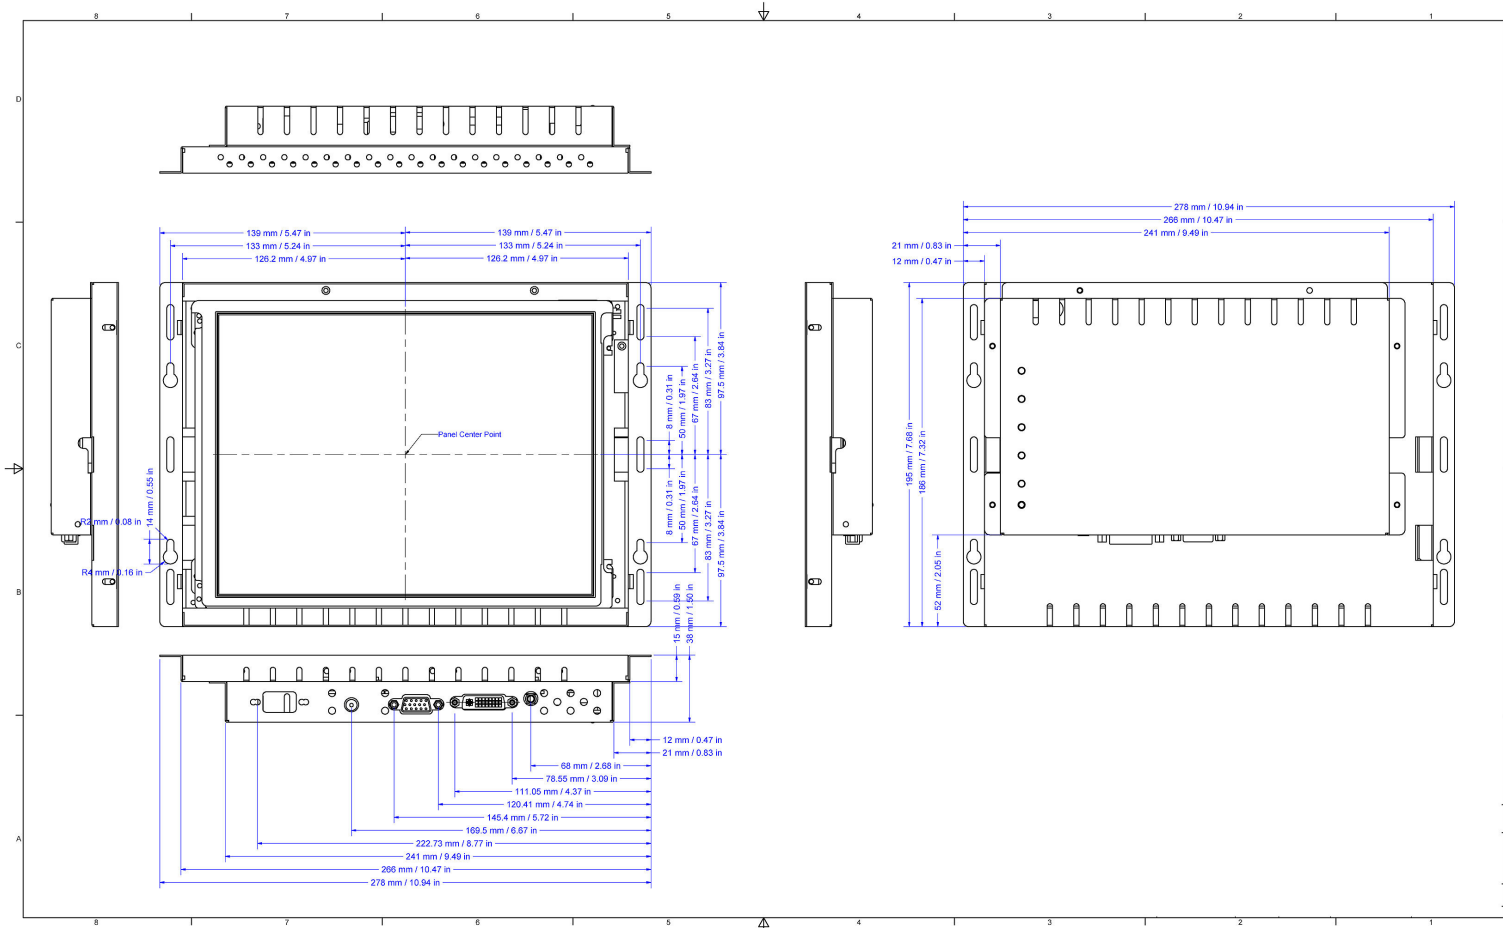 8 7 6 5 4 3 2 1
D
C
B
A
278 mm / 10.94 in
266 mm / 10.47 in
241 mm / 9.49 in
21 mm / 0.83 in
12 mm / 0.47 in
139 mm / 5.47 in
139 mm / 5.47 in
133 mm / 5.24 in
133 mm / 5.24 in
126.2 mm / 4.97 in
126.2 mm / 4.97 in
Panel Center Point
8 mm / 0.31 in
50 mm / 1.97 in
67 mm / 2.64 in
83 mm / 3.27 in
97.5 mm / 3.84 in
8 mm / 0.31 in
50 mm / 1.97 in
67 mm / 2.64 in
83 mm / 3.27 in
97.5 mm / 3.84 in
14 mm / 0.55 in
R2 mm / 0.08 in
R4 mm / 0.16 in
195 mm / 7.68 in
186 mm / 7.32 in
52 mm / 2.05 in
15 mm / 0.59 in
38 mm / 1.50 in
12 mm / 0.47 in
21 mm / 0.83 in
68 mm / 2.68 in
78.55 mm / 3.09 in
111.05 mm / 4.37 in
120.41 mm / 4.74 in
145.4 mm / 5.72 in
169.5 mm / 6.67 in
222.73 mm / 8.77 in
241 mm / 9.49 in
266 mm / 10.47 in
278 mm / 10.94 in
8 7 6 5 4 3 2 1